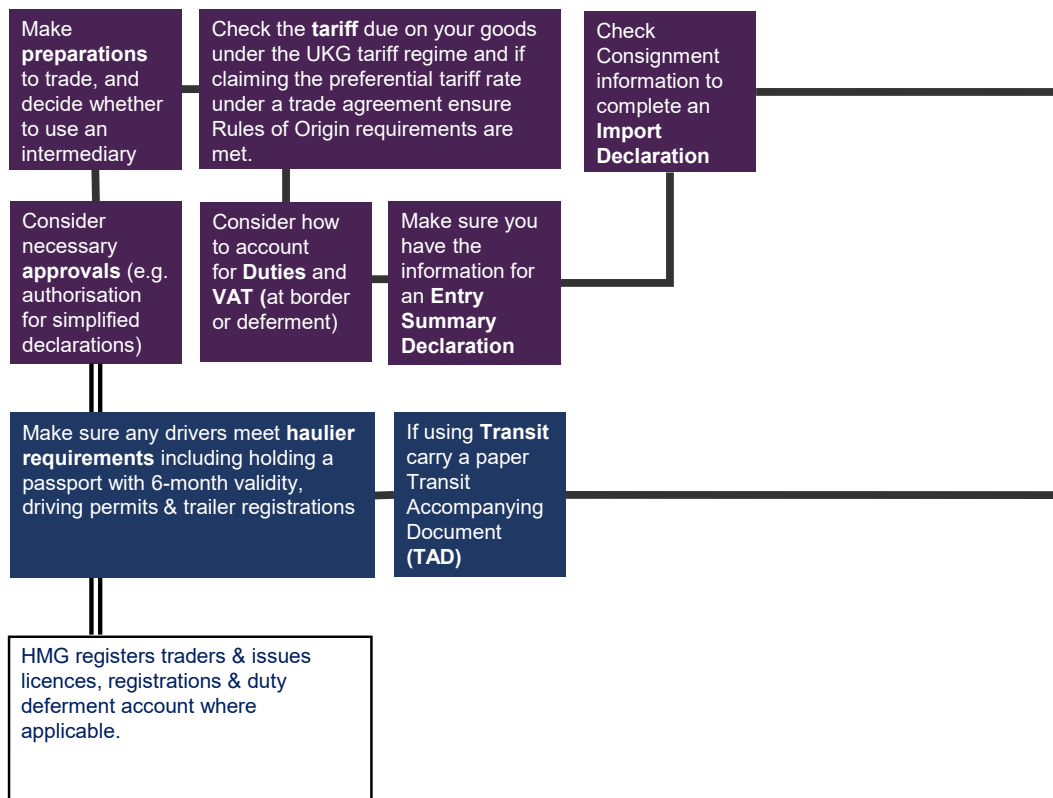 Make
preparations
to trade, and
decide whether
to use an
intermediary
Check the tariff due on your goods
under the UKG tariff regime and if
claiming the preferential tariff rate
under a trade agreement ensure
Rules of Origin requirements are
met.
Check
Consignment
information to
complete an
Import
Declaration
Consider
necessary
approvals (e.g.
authorisation
for simplified
declarations)
Consider how
to account
for Duties and
VAT (at border
or deferment)
Make sure you
have the
information for
an Entry
Summary
Declaration
Make sure any drivers meet haulier
requirements including holding a
passport with 6-month validity,
driving permits & trailer registrations
If using Transit
carry a paper
Transit
Accompanying
Document
(TAD)
HMG registers traders & issues
licences, registrations & duty
deferment account where
applicable.